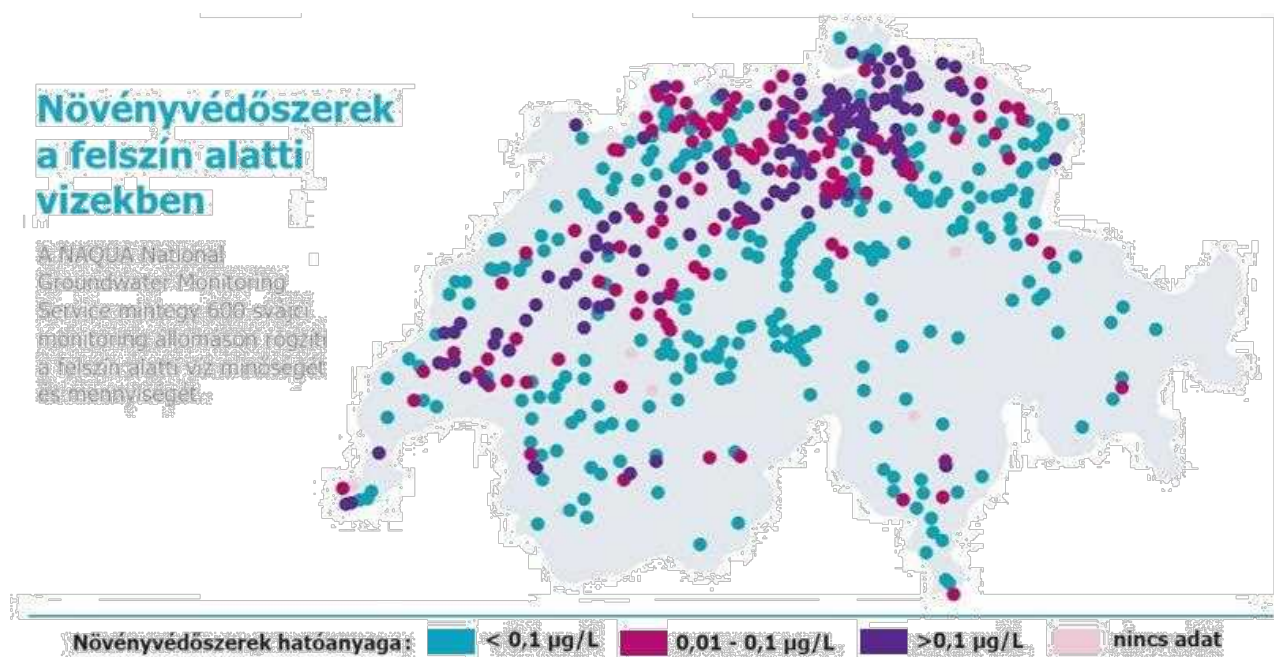 Növényvédőszerek
a felszín alatti
vizekben
A NAQUA National
Groundwater Monitoring
Service mintegy 600 svájci
monitoring állomáson rögzíti
a felszín alatti víz minőségét
és mennyiségét.
Növényvédőszerek hatóanyaga: < 0,1 µg/L 0,01 - 0,1 µg/L >0,1 µg/L nincs adat